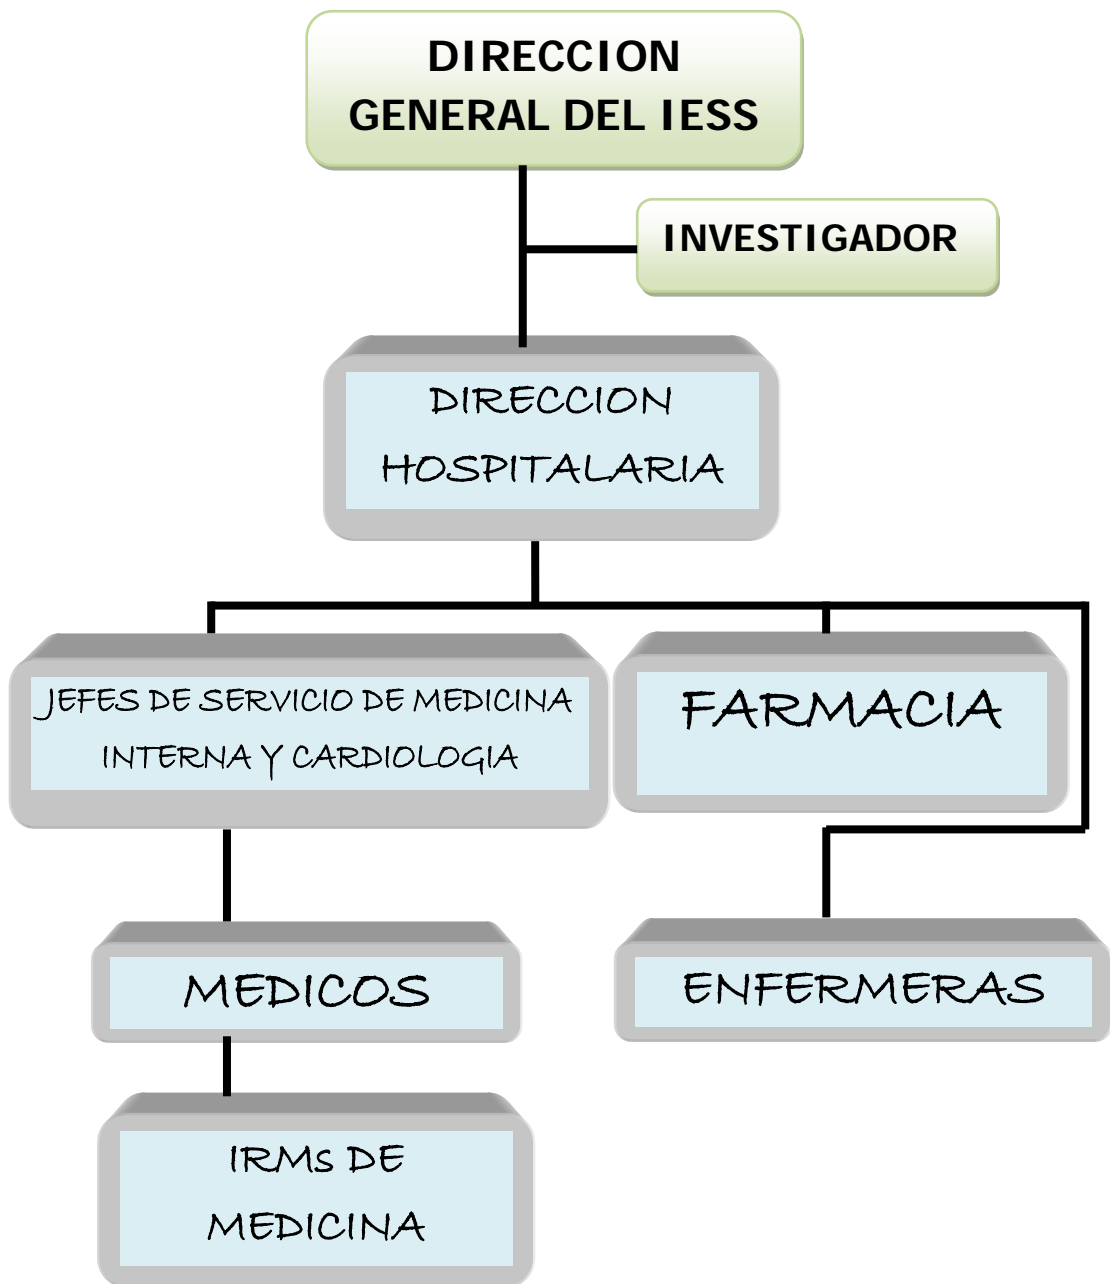 DIRECCION
GENERAL DEL IESS
INVESTIGADOR
DIRECCION
HOSPITALARIA
JEFES DE SERVICIO DE MEDICINA
INTERNA Y CARDIOLOGIA
FARMACIA
MEDICOS
ENFERMERAS
IRMs DE
MEDICINA